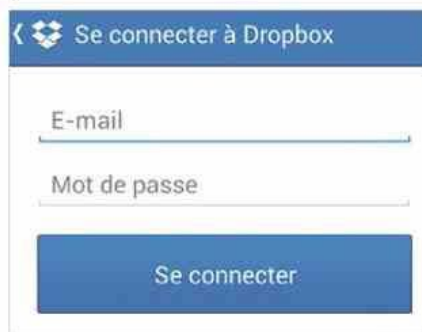 Se connecter à Dropbox
E-mail
Mot de passe
Se connecter